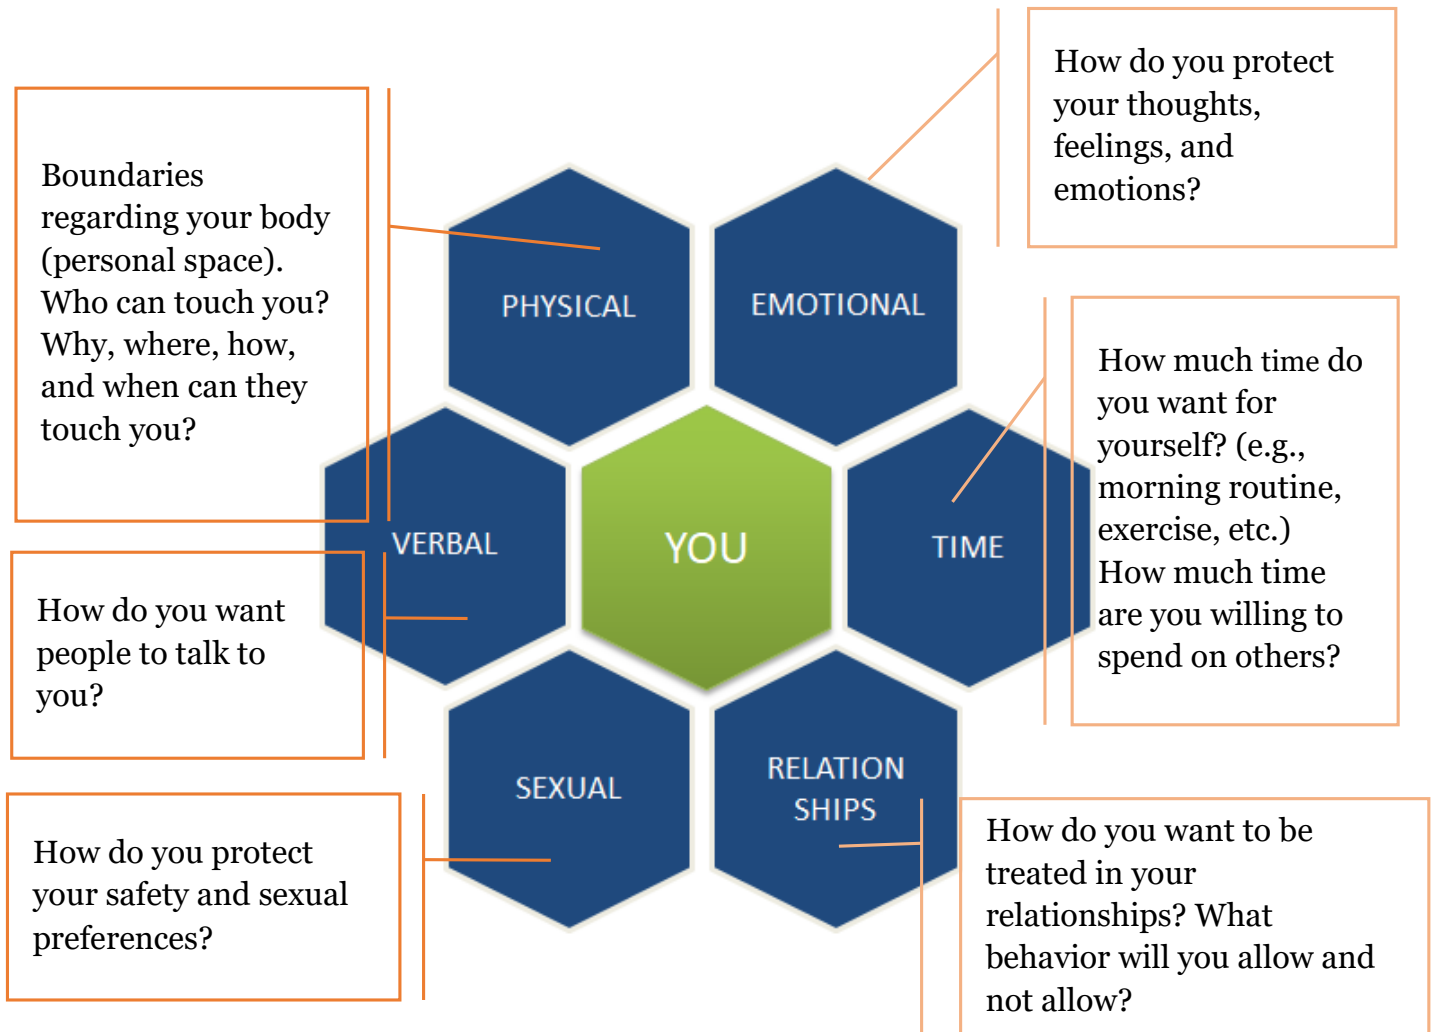 How do you protect
your thoughts,
feelings, and
emotions?
Boundaries
regarding your body
(personal space).
Who can touch you?
Why, where, how,
and when can they
touch you?
PHYSICAL
EMOTIONAL
How much time do
you want for
yourself? (e.g.,
morning routine,
exercise, etc.)
How much time
are you willing to
spend on others?
VERBAL
YOU
TIME
How do you want
people to talk to
you?
SEXUAL
RELATION
SHIPS
How do you protect
your safety and sexual
preferences?
How do you want to be
treated in your
relationships? What
behavior will you allow and
not allow?